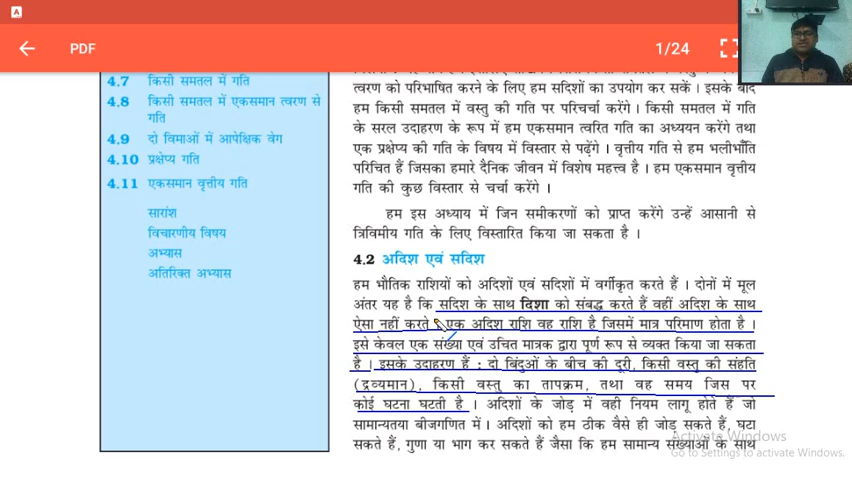 A
PDF
1/24
4.7 किसी समतल में गति
4.8 किसी समतल में एकसमान त्वरण से
गति
4.9 दो विमाओं में आपेक्षिक वेग
4.10 प्रक्षेप्य गति
4.11 एकसमान वृत्तीय गति
सारांश
विचारणीय विषय
अभ्यास
अतिरिक्त अभ्यास
त्वरण को परिभाषित करने के लिए हम सदिशों का उपयोग कर सकें । इसके बाद
हम किसी समतल में वस्तु की गति पर परिचर्चा करेंगे । किसी समतल में गति
के सरल उदाहरण के रूप में हम एकसमान त्वरित गति का अध्ययन करेंगे तथा
एक प्रक्षेप्य की गति के विषय में विस्तार से पढ़ेंगे । वृत्तीय गति से हम भलीभाँति
परिचित हैं जिसका हमारे दैनिक जीवन में विशेष महत्त्व है । हम एकसमान वृत्तीय
गति की कुछ विस्तार से चर्चा करेंगे ।
हम इस अध्याय में जिन समीकरणों को प्राप्त करेंगे उन्हें आसानी से
त्रिविमीय गति के लिए विस्तारित किया जा सकता है ।
4.2 अदिश एवं सदिश
हम भौतिक राशियों को अदिशों एवं सदिशों में वर्गीकृत करते हैं । दोनों में मूल
अंतर यह है कि सदिश के साथ दिशा को संबद्ध करते हैं वहीं अदिश के साथ
ऐसा नहीं करते । एक अदिश राशि वह राशि है जिसमें मात्र परिमाण होता है ।
इसे केवल एक संख्या एवं उचित मात्रक द्वारा पूर्ण रूप से व्यक्त किया जा सकता
है । इसके उदाहरण हैं : दो बिंदुओं के बीच की दूरी, किसी वस्तु की संहति
(द्रव्यमान), किसी वस्तु का तापक्रम, तथा वह समय जिस पर
कोई घटना घटती है । अदिशों के जोड़ में वही नियम लागू होते हैं जो
सामान्यतया बीजगणित में । अदिशों को हम ठीक वैसे ही जोड़ सकते हैं, घटा
सकते हैं, गुणा या भाग कर सकते हैं जैसा कि हम सामान्य संख्याओं के साथ
Activate Windows
Go to Settings to activate Windows.